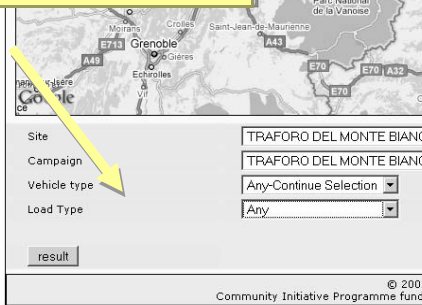 Parc National
de la Vanoise
Moirans
Crolles
Saint-Jean-de-Maurienne
E713
Grenoble
A43
Gières
A49
Echirolles
E70
E70
A32
Vif
E70
Google
Site
TRAFORO DEL MONTE BIANC
Campaign
TRAFORO DEL MONTE BIANC
Vehicle type
Any-Continue Selection
Load Type
Any
result
© 200
Community Initiative Programme fund